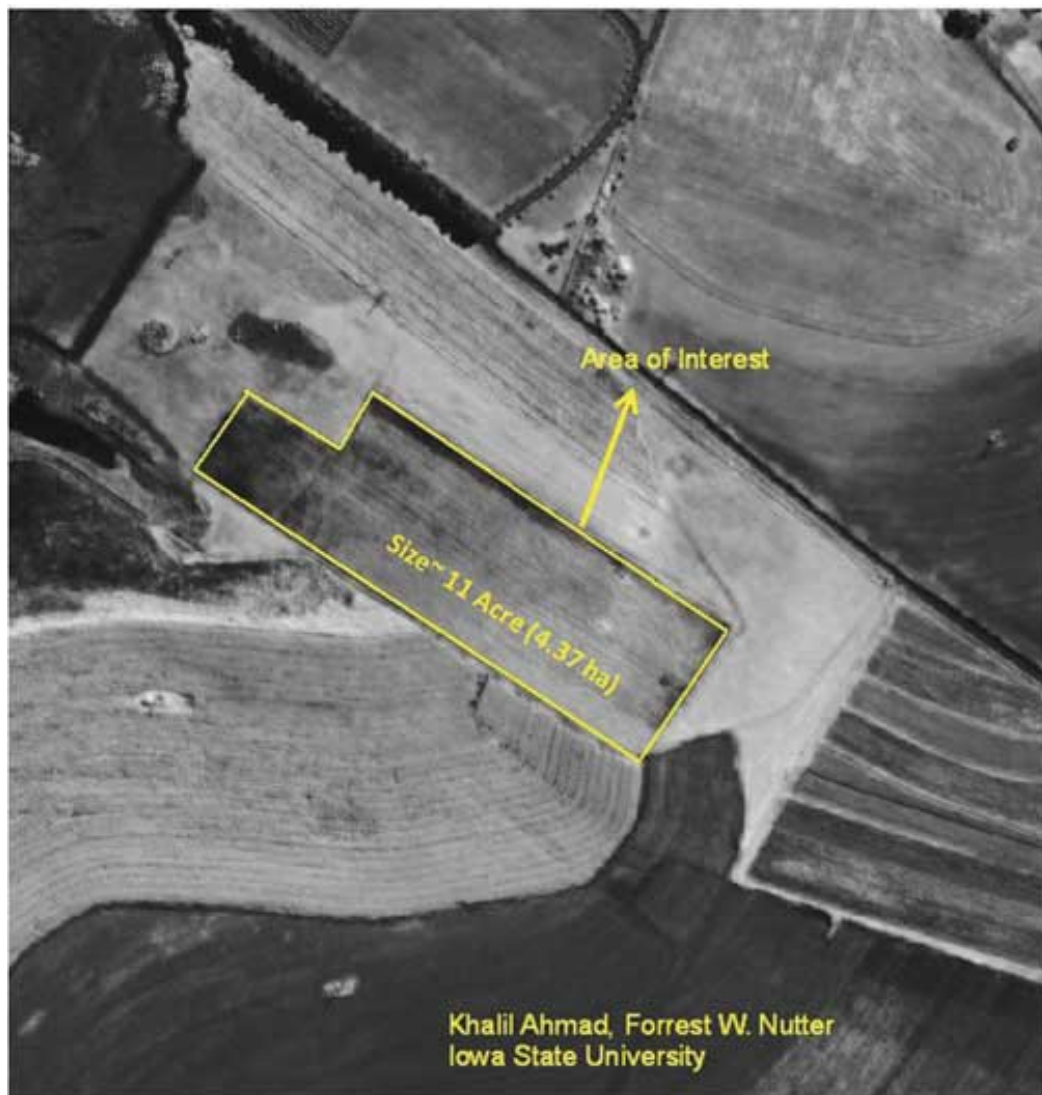 Area of Interest
Size~ 11 Acre (4.37 ha)
Khalil Ahmad, Forrest W. Nutter
Iowa State University